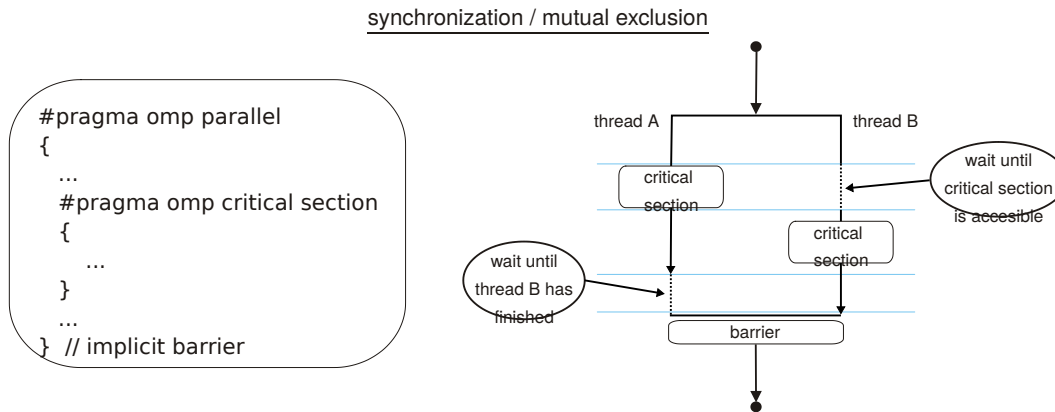 synchronization / mutual exclusion
#pragma omp parallel
{
...
#pragma omp critical section
{
...
}
...
} // implicit barrier
thread A
thread B
critical
section
wait until
critical section
is accesible
critical
section
wait until
thread B has
finished
barrier